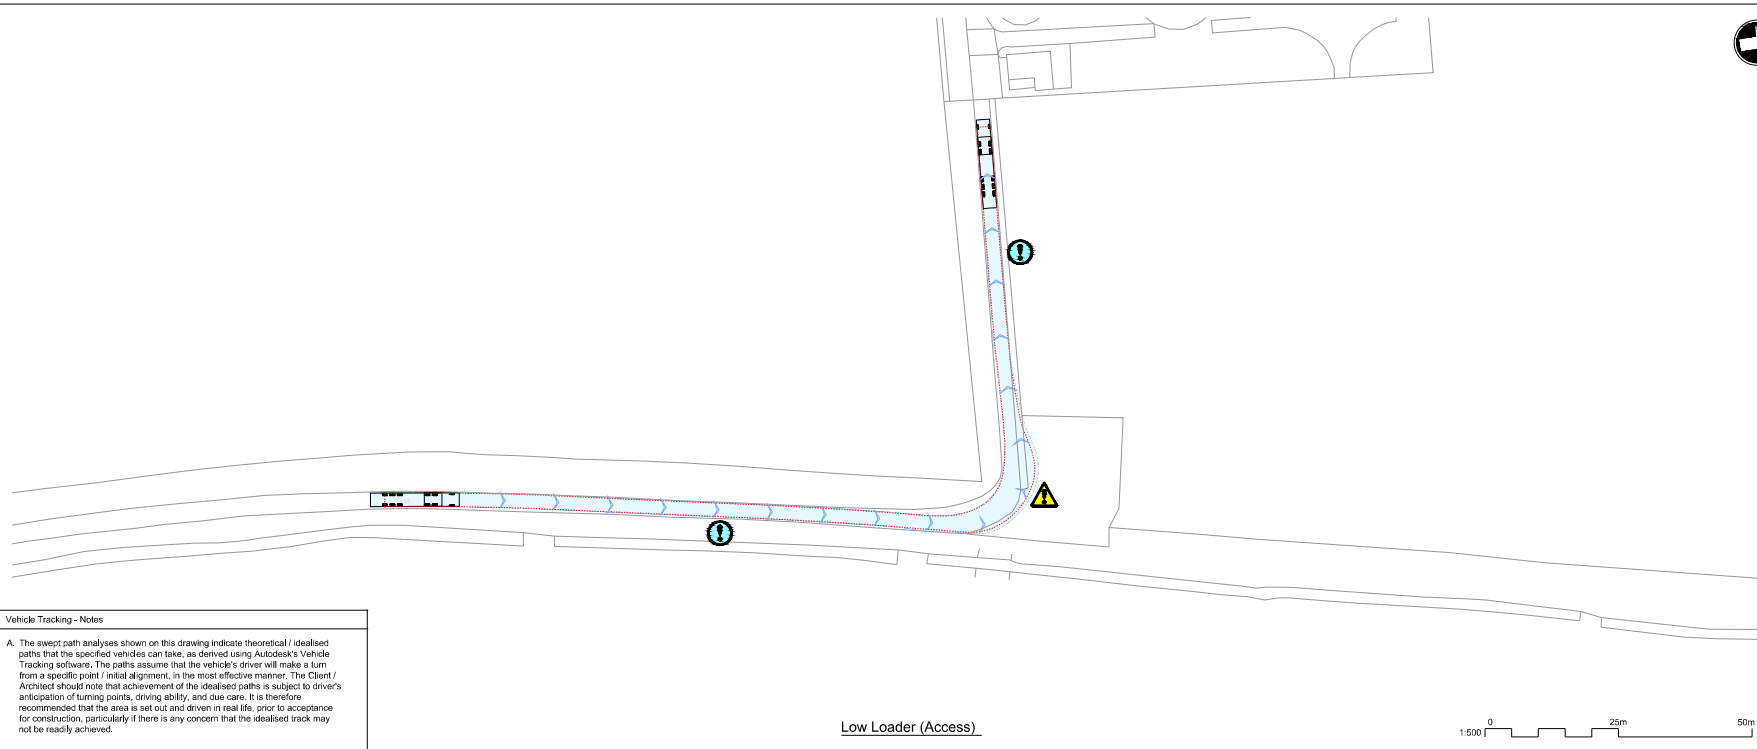 Vehicle Tracking - Notes
A. The swept path analyses shown on this drawing indicate theoretical / idealised
paths that the specified vehicles can take, as derived using Autodesk's Vehicle
Tracking software. The paths assume that the vehicle's driver will make a turn
from a specific point / initial alignment, in the most effective manner. The Client /
Architect should note that achievement of the idealised paths is subject to driver's
anticipation of turning points, driving ability, and due care. It is therefore
recommended that the area is set out and driven in real life, prior to acceptance
for construction, particularly if there is any concern that the idealised track may
not be readily achieved.
Low Loader (Access)
1:500
0 25m 50m